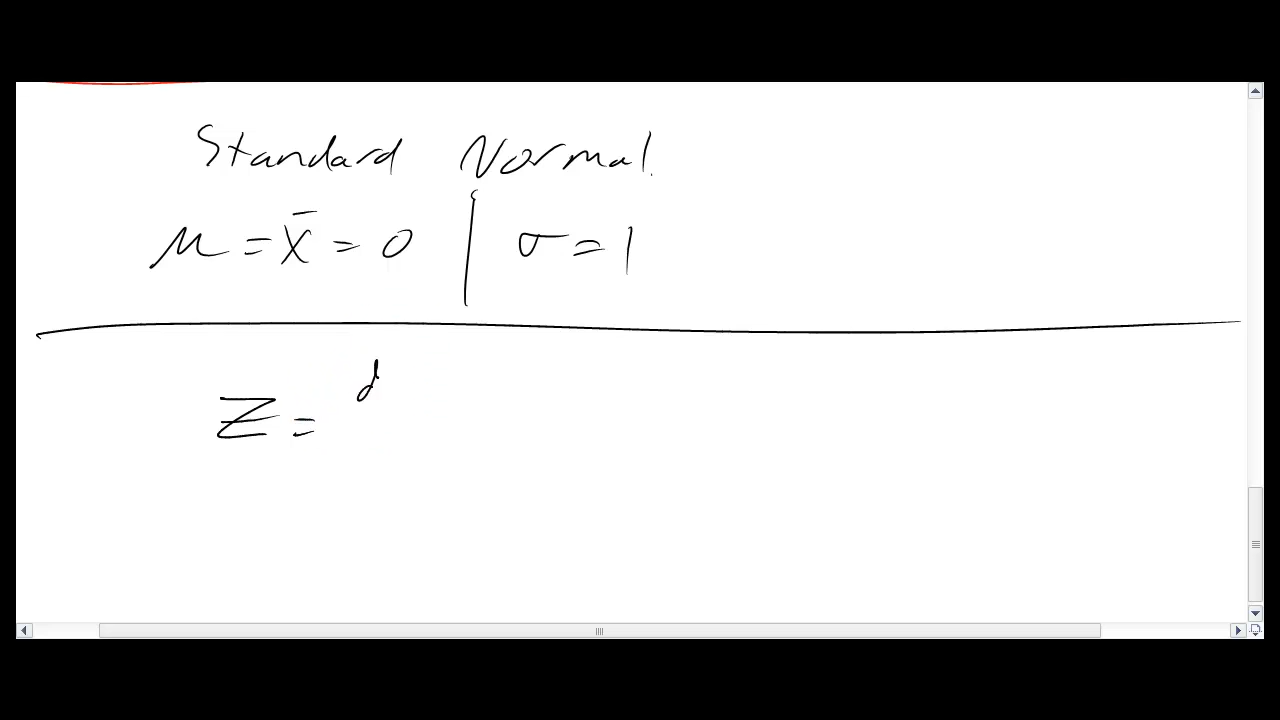 Standard Normal.
μ = x̄ = 0 | σ = 1
Z = d